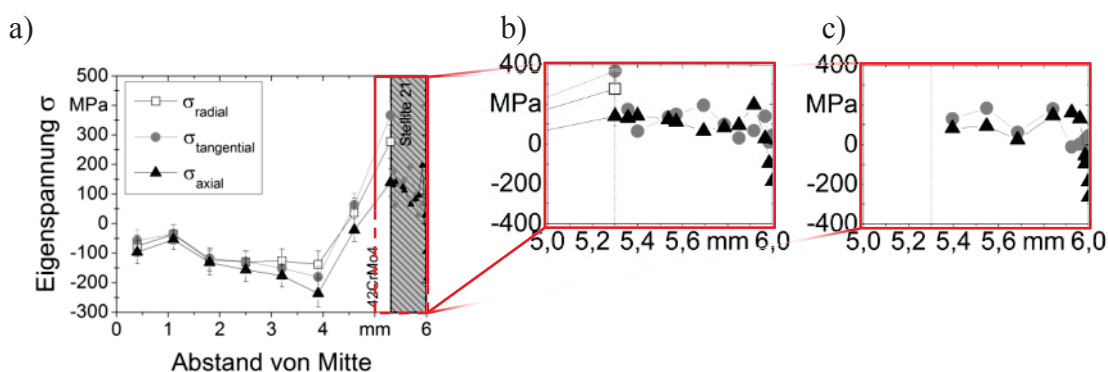 a)
500
MPa
400
300
200
100
0
-100
-200
-300
Eigenspannung σ
σradial
σtangential
σaxial
42CrMo4
Stellite 21
0
1
2
3
4
mm
6
Abstand von Mitte
b)
400
MPa
0
-200
-400
5,0
5,2
5,4
5,6
mm
6,0
c)
400
MPa
0
-200
-400
5,0
5,2
5,4
5,6
mm
6,0